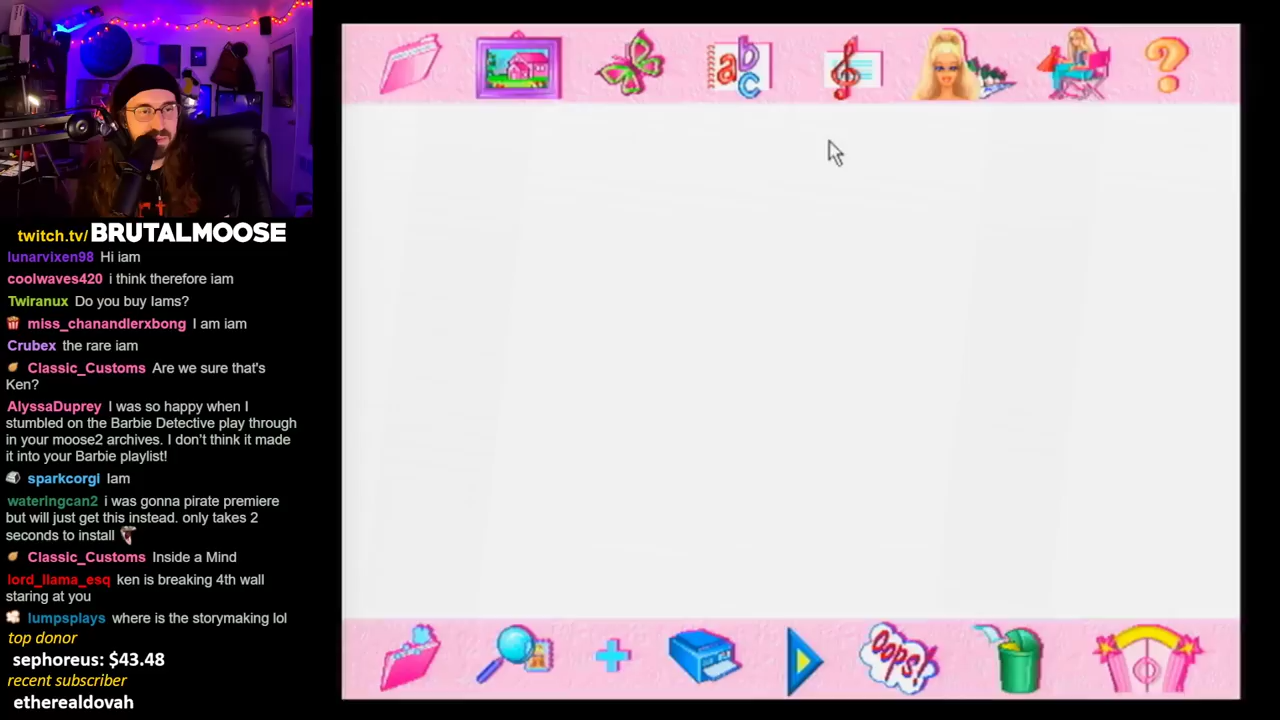 abc
?
twitch.tv/BRUTALMOOSE
lunarvixen98 Hi iam
coolwaves420 i think therefore iam
Twiranux Do you buy Iams?
miss_chanandlerxbong I am iam
Crubex the rare iam
Classic_Customs Are we sure that's
Ken?
AlyssaDuprey I was so happy when I
stumbled on the Barbie Detective play through
in your moose2 archives. I don't think it made
it into your Barbie playlist!
sparkcorgI Iam
wateringcan2 i was gonna pirate premiere
but will just get this instead. only takes 2
seconds to install
Classic_Customs Inside a Mind
lord_llama_esq ken is breaking 4th wall
staring at you
lumpsplays where is the storymaking lol
top donor
sephoreus: $43.48
recent subscriber
etherealdovah
Oops!